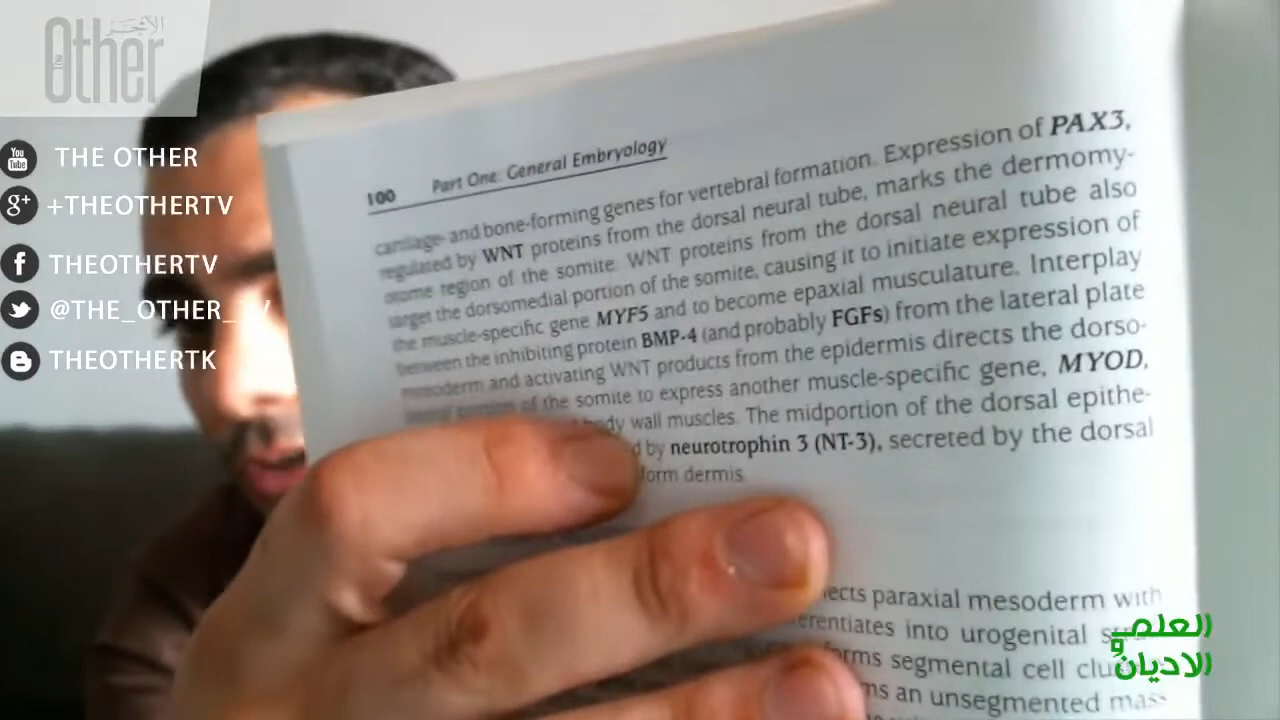 الآخر
THE Other
You Tube THE OTHER
g+ +THEOTHERTV
f THEOTHERTV
@THE_OTHER_
THEOTHERTK
100 Part One: General Embryology
cartilage- and bone-forming genes for vertebral formation. Expression of PAX3,
regulated by WNT proteins from the dorsal neural tube, marks the dermomy-
otome region of the somite. WNT proteins from the dorsal neural tube also
target the dorsomedial portion of the somite, causing it to initiate expression of
the muscle-specific gene MYF5 and to become epaxial musculature. Interplay
between the inhibiting protein BMP-4 (and probably FGFs) from the lateral plate
mesoderm and activating WNT products from the epidermis directs the dorso-
of the somite to express another muscle-specific gene, MYOD,
body wall muscles. The midportion of the dorsal epithe-
by neurotrophin 3 (NT-3), secreted by the dorsal
form dermis.
paraxial mesoderm with
into urogenital
segmental cell
an unsegmented mass
العلم
و
الاديان